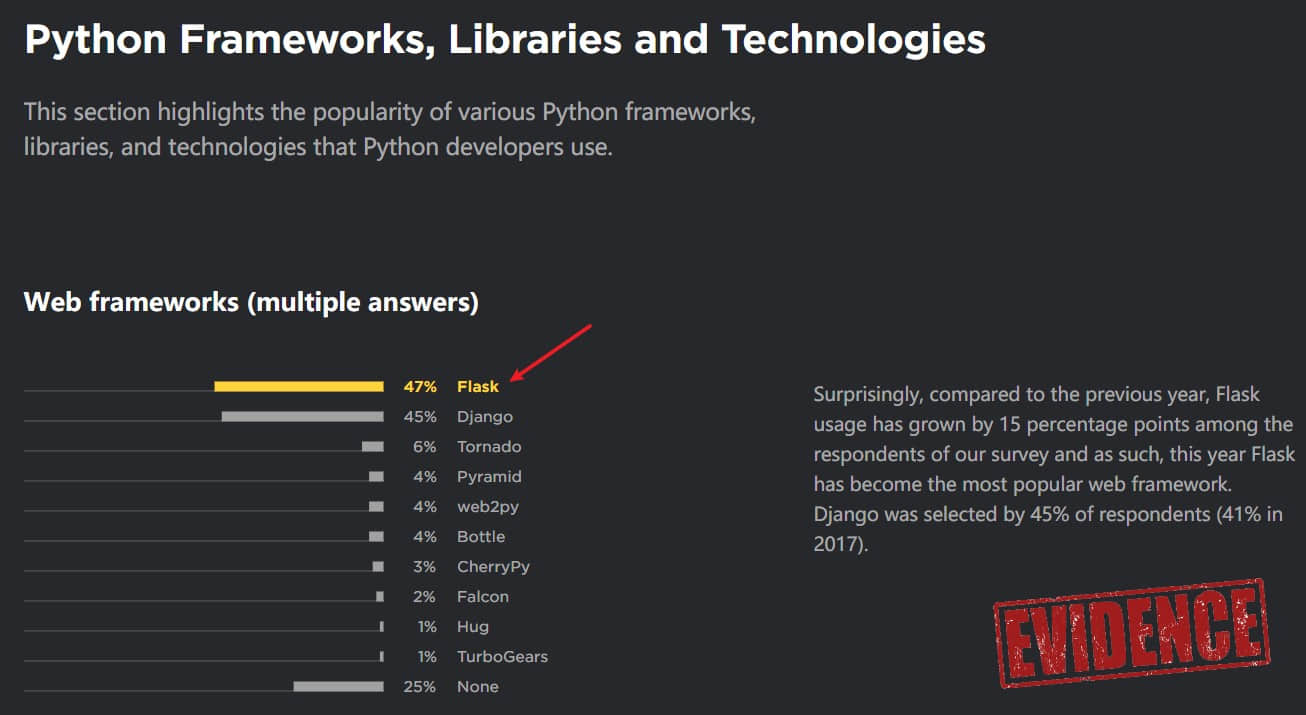 Python Frameworks, Libraries and Technologies
This section highlights the popularity of various Python frameworks,
libraries, and technologies that Python developers use.
Web frameworks (multiple answers)
47% Flask
45% Django
6% Tornado
4% Pyramid
4% web2py
4% Bottle
3% CherryPy
2% Falcon
1% Hug
1% TurboGears
25% None
Surprisingly, compared to the previous year, Flask
usage has grown by 15 percentage points among the
respondents of our survey and as such, this year Flask
has become the most popular web framework.
Django was selected by 45% of respondents (41% in
2017).
EVIDENCE